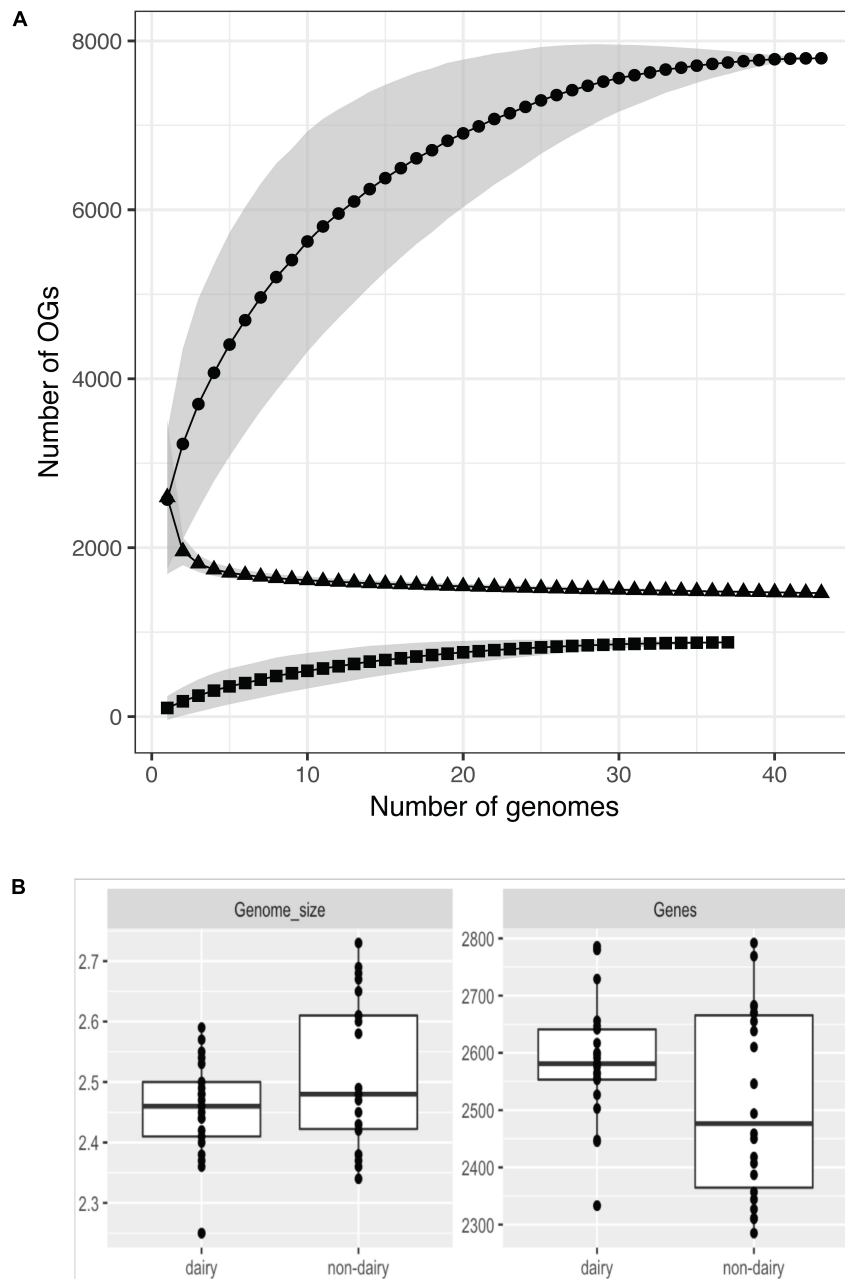 A
Number of OGs
8000
6000
4000
2000
0
0 10 20 30 40
Number of genomes
B
Genome_size
Genes
2.7
2.6
2.5
2.4
2.3
2800
2700
2600
2500
2400
2300
dairy non-dairy
dairy non-dairy